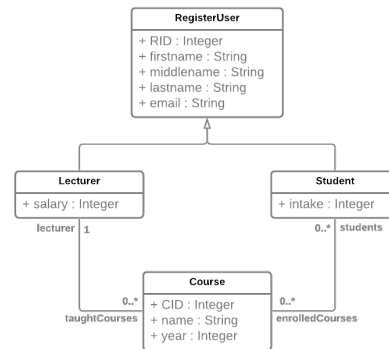 RegisterUser
+ RID : Integer
+ firstname : String
+ middlename : String
+ lastname : String
+ email : String
Lecturer
+ salary : Integer
Student
+ intake : Integer
lecturer 1
0..* students
Course
+ CID : Integer
+ name : String
+ year : Integer
0..*
taughtCourses
0..*
enrolledCourses